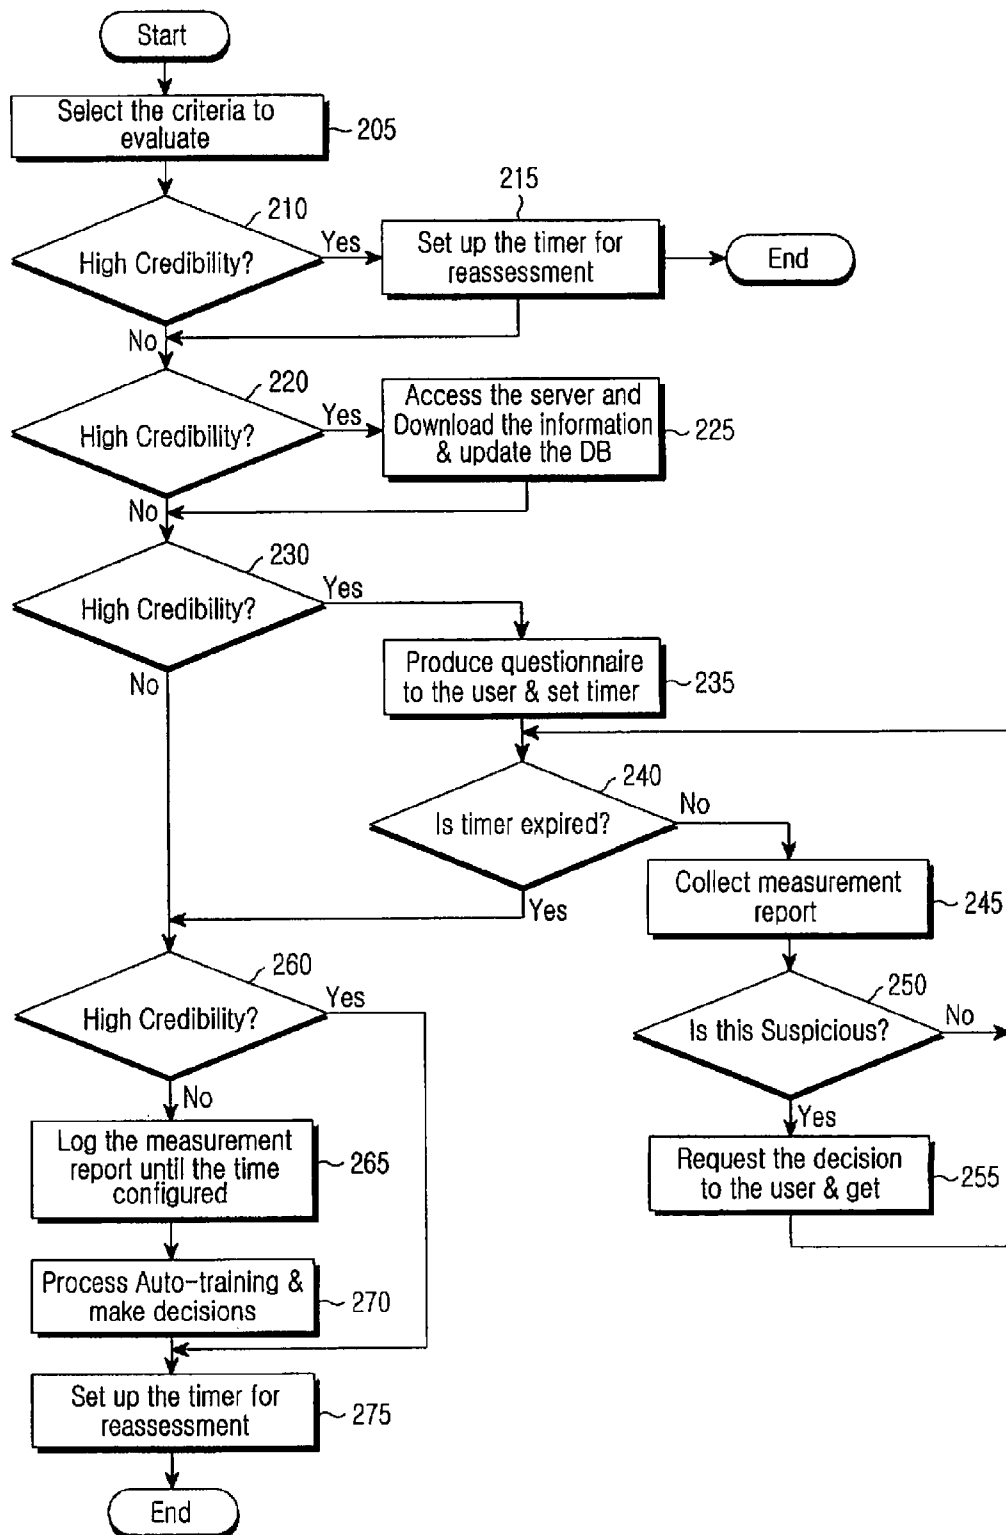 Start
Select the criteria to
evaluate
205
210
High Credibility?
Yes
215
Set up the timer for
reassessment
End
No
220
High Credibility?
Yes
Access the server and
Download the information
& update the DB
225
No
230
High Credibility?
Yes
No
Produce questionnaire
to the user & set timer
235
240
Is timer expired?
No
Yes
Collect measurement
report
245
250
Is this Suspicious?
No
Yes
Request the decision
to the user & get
255
260
High Credibility?
Yes
No
Log the measurement
report until the time
configured
265
Process Auto-training &
make decisions
270
Set up the timer for
reassessment
275
End